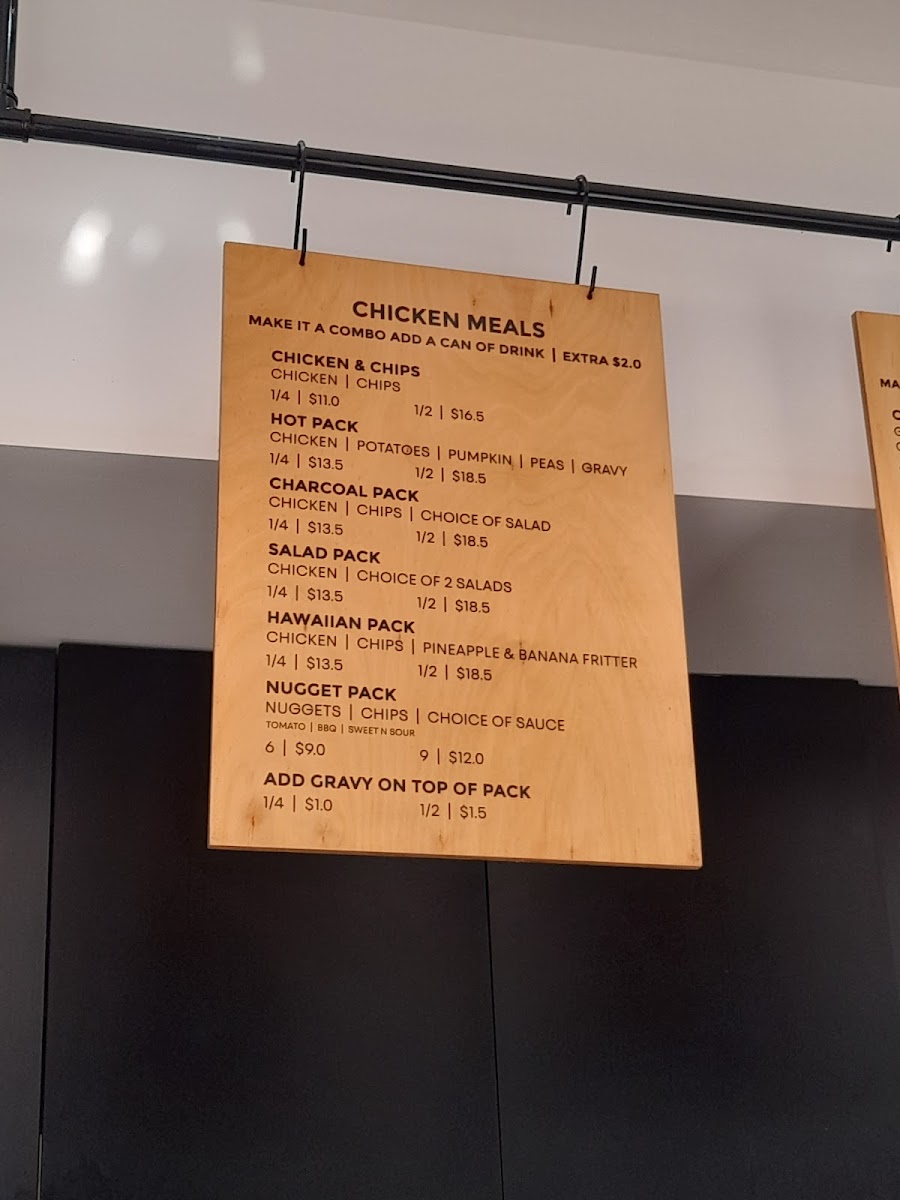 CHICKEN MEALS
MAKE IT A COMBO ADD A CAN OF DRINK | EXTRA $2.0
CHICKEN & CHIPS
CHICKEN | CHIPS
1/4 | $11.0 1/2 | $16.5
HOT PACK
CHICKEN | POTATOES | PUMPKIN | PEAS | GRAVY
1/4 | $13.5 1/2 | $18.5
CHARCOAL PACK
CHICKEN | CHIPS | CHOICE OF SALAD
1/4 | $13.5 1/2 | $18.5
SALAD PACK
CHICKEN | CHOICE OF 2 SALADS
1/4 | $13.5 1/2 | $18.5
HAWAIIAN PACK
CHICKEN | CHIPS | PINEAPPLE & BANANA FRITTER
1/4 | $13.5 1/2 | $18.5
NUGGET PACK
NUGGETS | CHIPS | CHOICE OF SAUCE
TOMATO | BBQ | SWEET N SOUR
6 | $9.0 9 | $12.0
ADD GRAVY ON TOP OF PACK
1/4 | $1.0 1/2 | $1.5